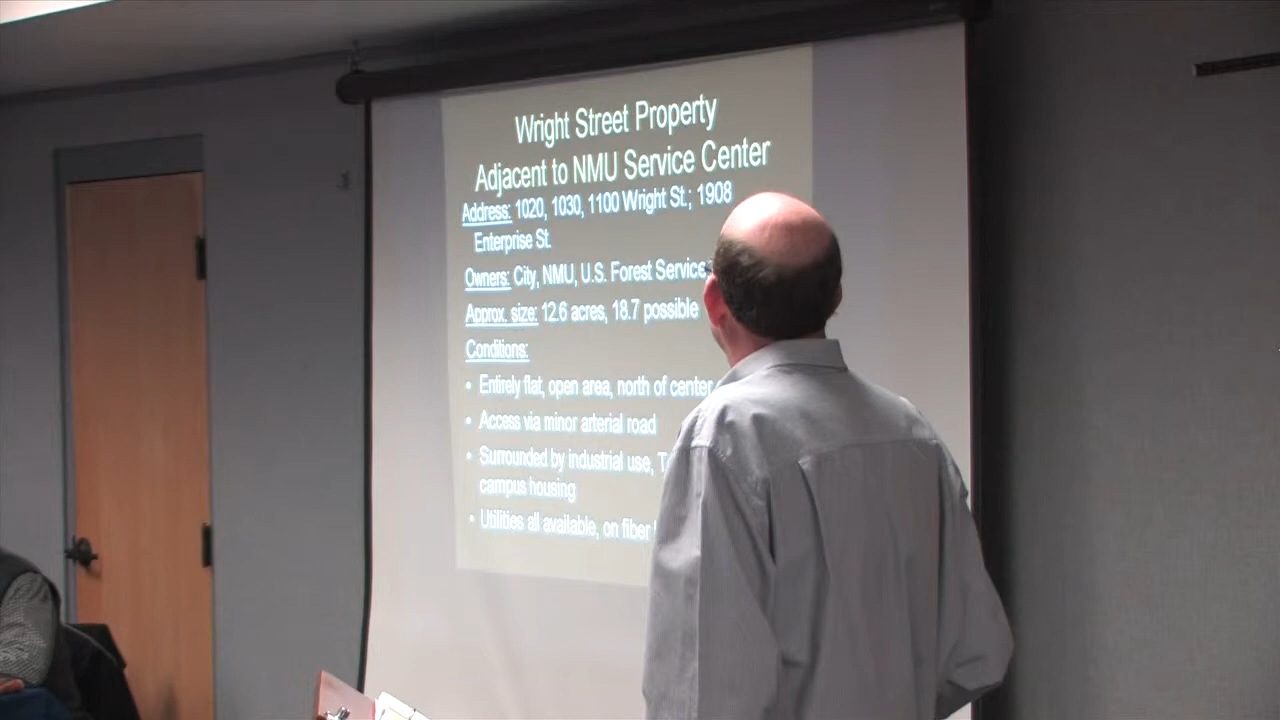 Wright Street Property
Adjacent to NMU Service Center
Address: 1020, 1030, 1100 Wright St.; 1908
Enterprise St.
Owners: City, NMU, U.S. Forest Service
Approx. size: 12.6 acres, 18.7 possible
Conditions:
• Entirely flat, open area, north of center
• Access via minor arterial road
• Surrounded by industrial use,
campus housing
• Utilities all available, on fiber